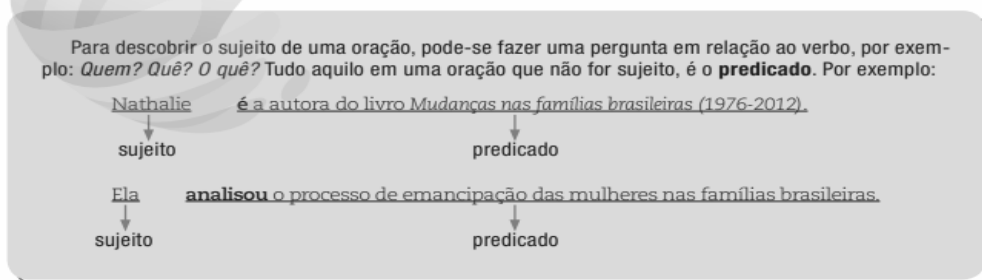 Para descobrir o sujeito de uma oração, pode-se fazer uma pergunta em relação ao verbo, por exem-
plo: Quem? Quê? O quê? Tudo aquilo em uma oração que não for sujeito, é o predicado. Por exemplo:
Nathalie é a autora do livro Mudanças nas famílias brasileiras (1976-2012).
sujeito predicado
Ela analisou o processo de emancipação das mulheres nas famílias brasileiras.
sujeito predicado